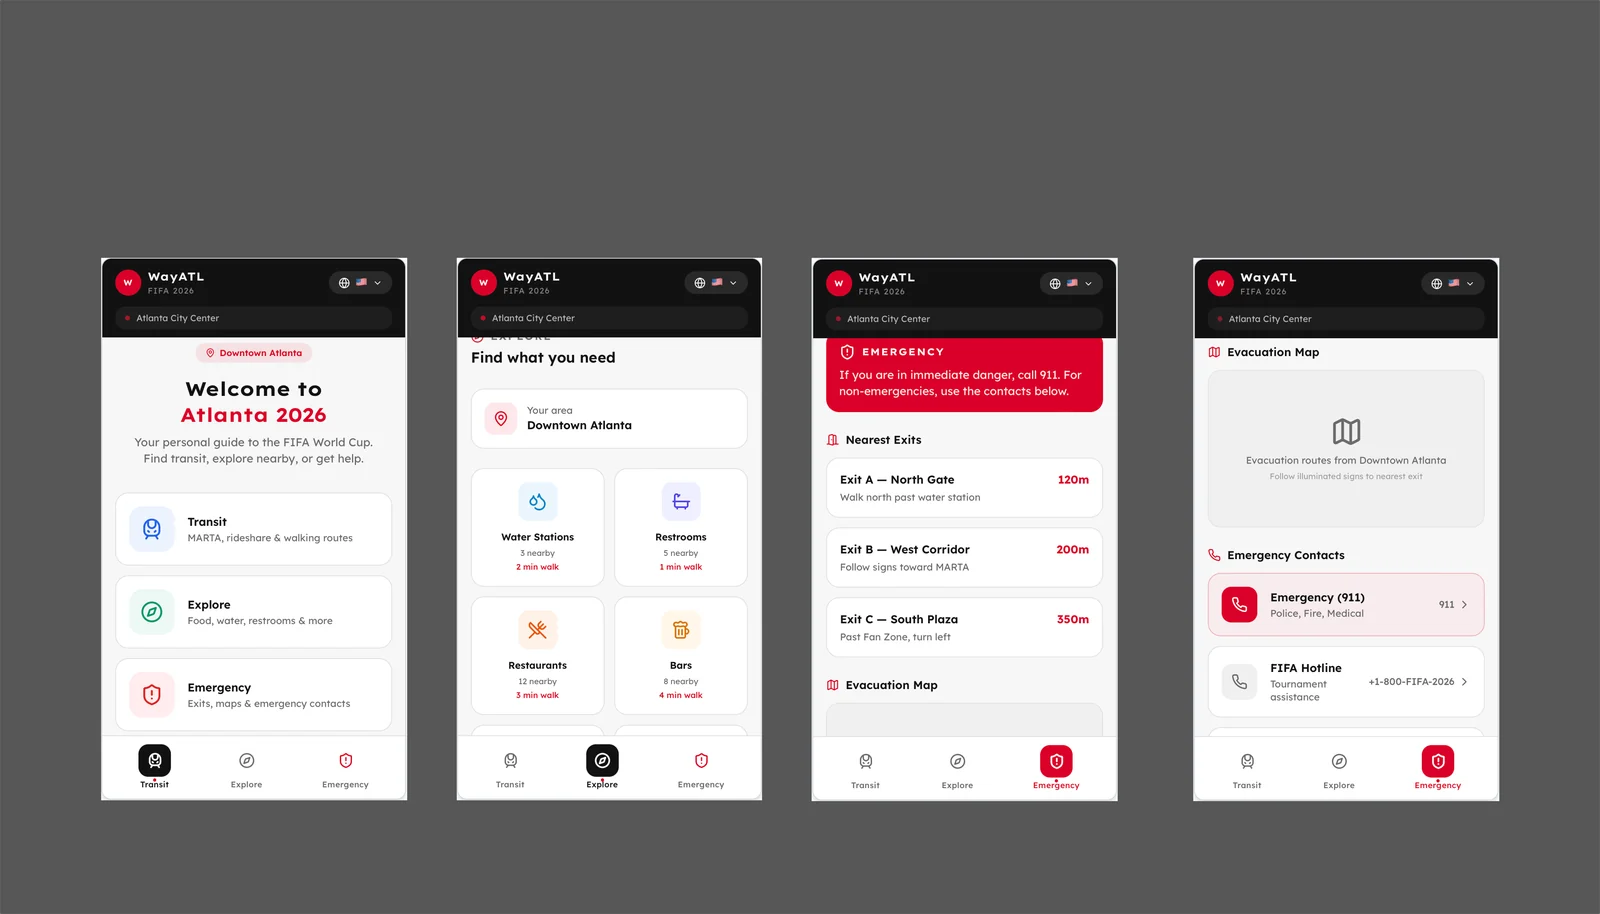 W
WayATL
FIFA 2026
Atlanta City Center
Downtown Atlanta
Welcome to
Atlanta 2026
Your personal guide to the FIFA World Cup.
Find transit, explore nearby, or get help.
Transit
MARTA, rideshare & walking routes
Explore
Food, water, restrooms & more
Emergency
Exits, maps & emergency contacts
Transit
Explore
Emergency
W
WayATL
FIFA 2026
Atlanta City Center
EXPLORE
Find what you need
Your area
Downtown Atlanta
Water Stations
3 nearby
2 min walk
Restrooms
5 nearby
1 min walk
Restaurants
12 nearby
3 min walk
Bars
8 nearby
4 min walk
Transit
Explore
Emergency
W
WayATL
FIFA 2026
Atlanta City Center
EMERGENCY
If you are in immediate danger, call 911. For
non-emergencies, use the contacts below.
Nearest Exits
Exit A — North Gate
120m
Walk north past water station
Exit B — West Corridor
200m
Follow signs toward MARTA
Exit C — South Plaza
350m
Past Fan Zone, turn left
Evacuation Map
Transit
Explore
Emergency
W
WayATL
FIFA 2026
Atlanta City Center
Evacuation Map
Evacuation routes from Downtown Atlanta
Follow illuminated signs to nearest exit
Emergency Contacts
Emergency (911)
Police, Fire, Medical
911
FIFA Hotline
Tournament
assistance
+1-800-FIFA-2026
Transit
Explore
Emergency